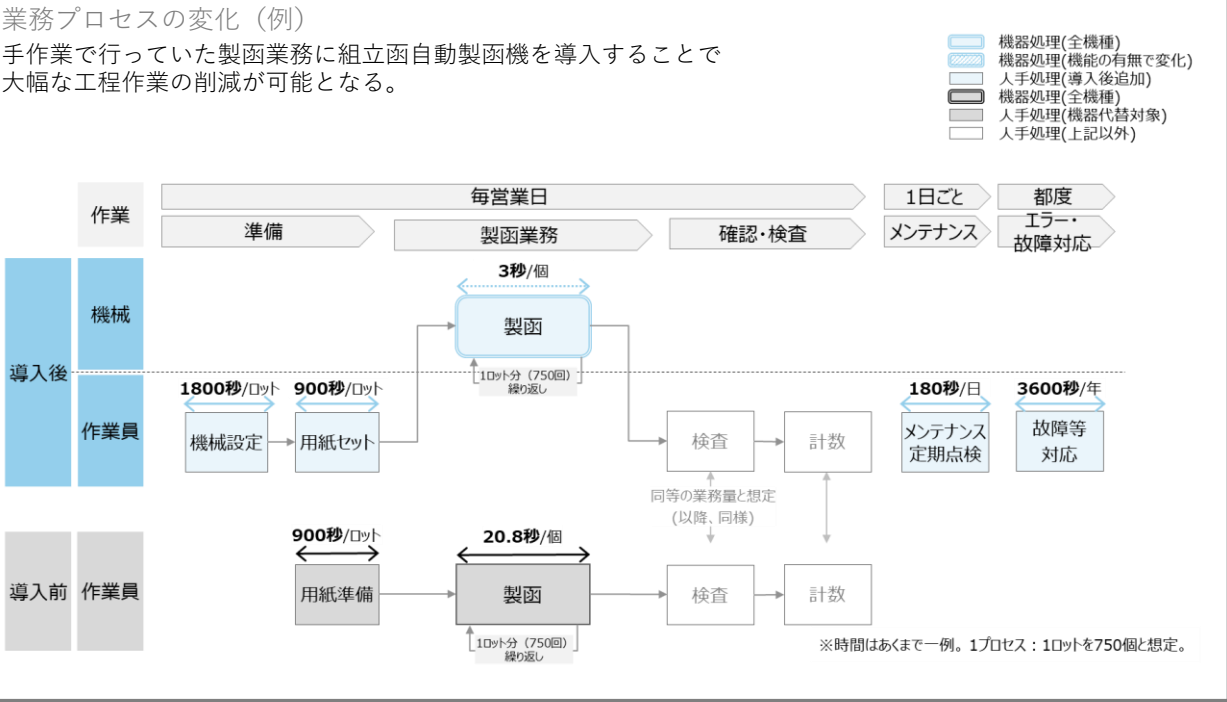 業務プロセスの変化（例）
手作業で行っていた製函業務に組立函自動製函機を導入することで
大幅な工程作業の削減が可能となる。
機器処理(全機種)
機器処理(機能の有無で変化)
人手処理(導入後追加)
機器処理(全機種)
人手処理(機器代替対象)
人手処理(上記以外)
作業
毎営業日
1日ごと
都度
準備
製函業務
確認・検査
メンテナンス
エラー・
故障対応
導入後
機械
3秒/個
製函
1ロット分（750回）
繰り返し
作業員
1800秒/ロット
900秒/ロット
180秒/日
3600秒/年
機械設定
用紙セット
検査
計数
メンテナンス
定期点検
故障等
対応
同等の業務量と想定
(以降、同様)
導入前
作業員
900秒/ロット
20.8秒/個
用紙準備
製函
検査
計数
1ロット分（750回）
繰り返し
※時間はあくまで一例。1プロセス：1ロットを750個と想定。